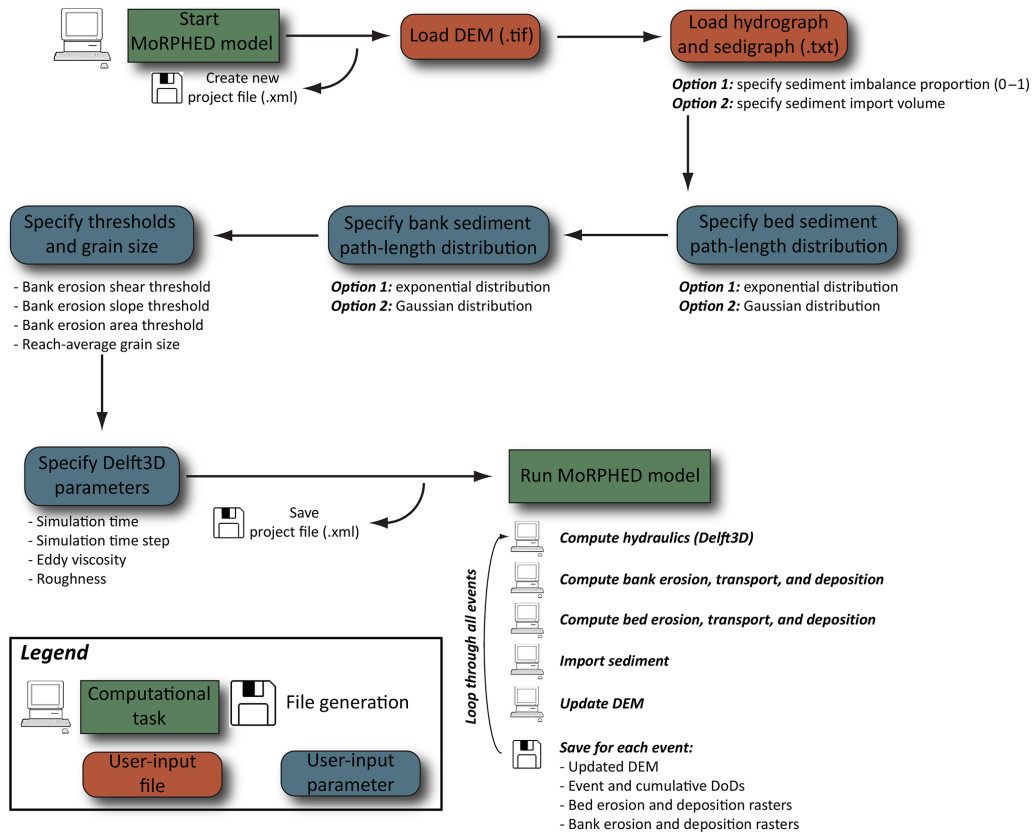 Start
MoRPHED model
Create new
project file (.xml)
Load DEM (.tif)
Load hydrograph
and sedigraph (.txt)
Option 1: specify sediment imbalance proportion (0–1)
Option 2: specify sediment import volume
Specify bed sediment
path-length distribution
Option 1: exponential distribution
Option 2: Gaussian distribution
Specify bank sediment
path-length distribution
Option 1: exponential distribution
Option 2: Gaussian distribution
Specify thresholds
and grain size
- Bank erosion shear threshold
- Bank erosion slope threshold
- Bank erosion area threshold
- Reach-average grain size
Specify Delft3D
parameters
- Simulation time
- Simulation time step
- Eddy viscosity
- Roughness
Save
project file (.xml)
Run MoRPHED model
Loop through all events
Compute hydraulics (Delft3D)
Compute bank erosion, transport, and deposition
Compute bed erosion, transport, and deposition
Import sediment
Update DEM
Save for each event:
- Updated DEM
- Event and cumulative DoDs
- Bed erosion and deposition rasters
- Bank erosion and deposition rasters
Legend
Computational
task
File generation
User-input
file
User-input
parameter